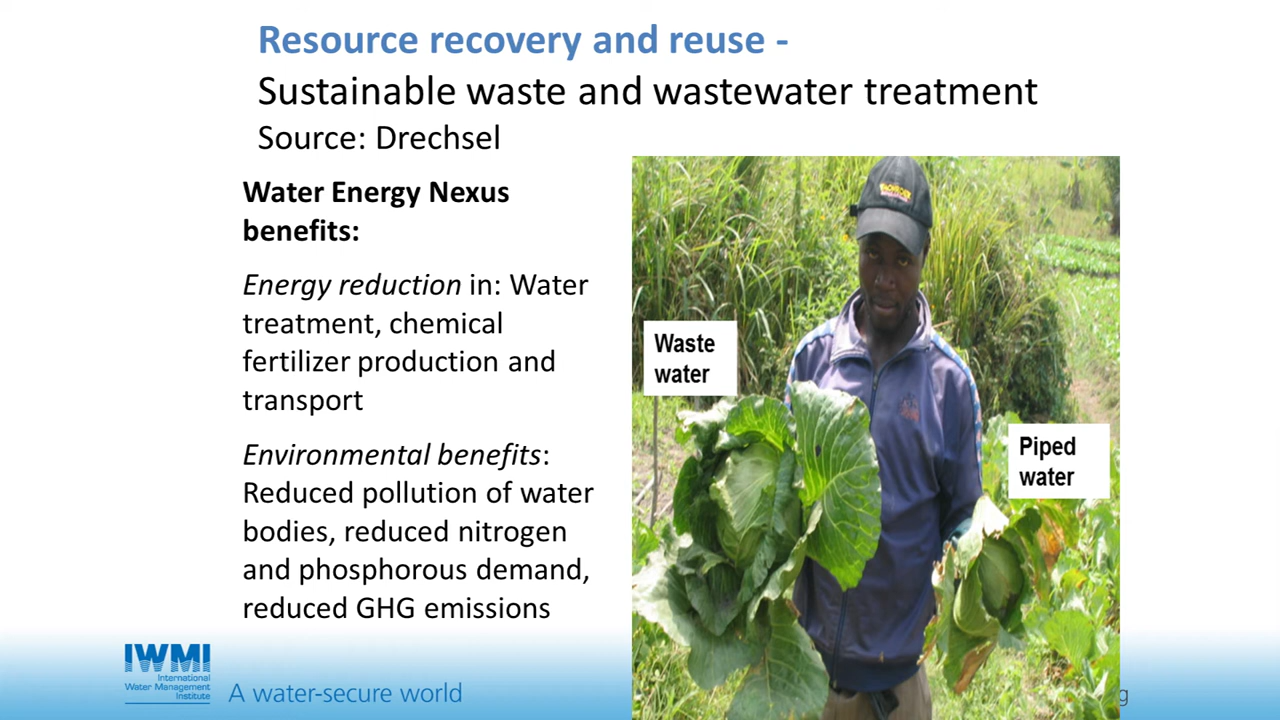 Resource recovery and reuse -
Sustainable waste and wastewater treatment
Source: Drechsel
Water Energy Nexus
benefits:
Energy reduction in: Water
treatment, chemical
fertilizer production and
transport
Environmental benefits:
Reduced pollution of water
bodies, reduced nitrogen
and phosphorous demand,
reduced GHG emissions
Waste
water
Piped
water
IWMI
International
Water Management
Institute
A water-secure world